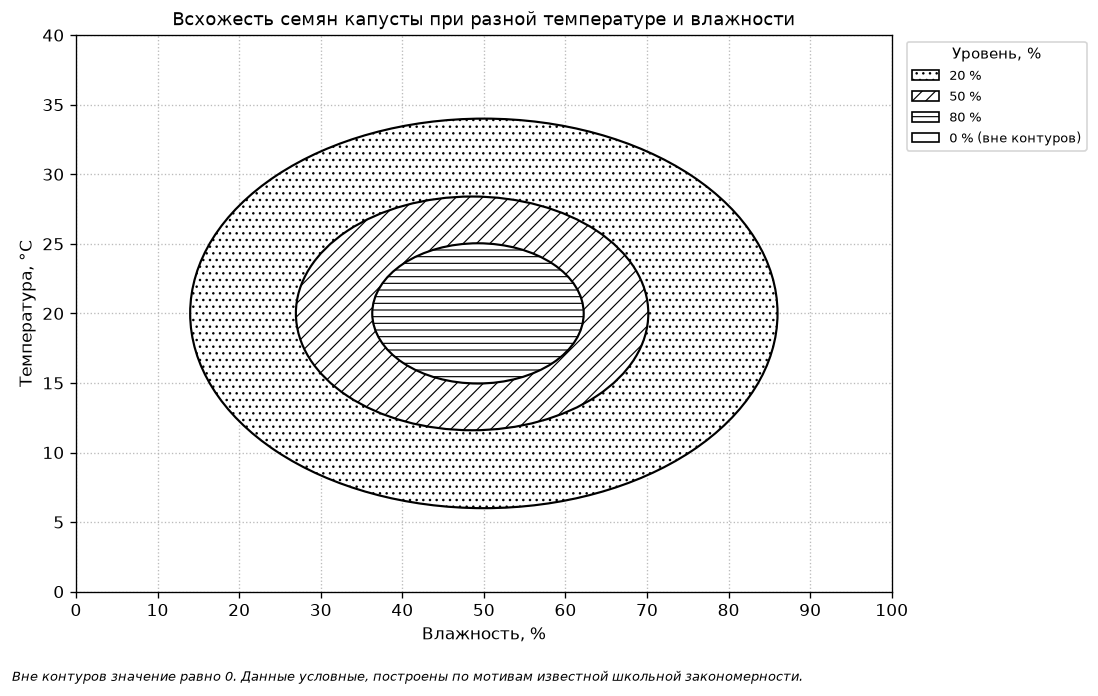 Всхожесть семян капусты при разной температуре и влажности
Уровень, %
20 %
50 %
80 %
0 % (вне контуров)
Температура, °C
40
35
30
25
20
15
10
5
0
0 10 20 30 40 50 60 70 80 90 100
Влажность, %
Вне контуров значение равно 0. Данные условные, построены по мотивам известной школьной закономерности.